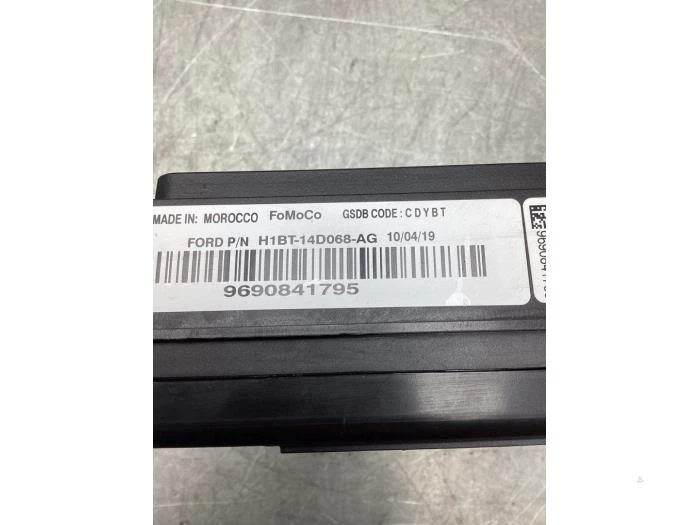 MADE IN: MOROCCO FoMoCo GSDB CODE: CDYBT
FORD P/N H1BT-14D068-AG 10/04/19
9690841795